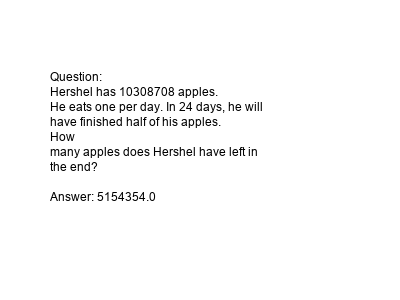 Question:
Hershel has 10308708 apples.
He eats one per day. In 24 days, he will
have finished half of his apples.
How
many apples does Hershel have left in
the end?
Answer: 5154354.0